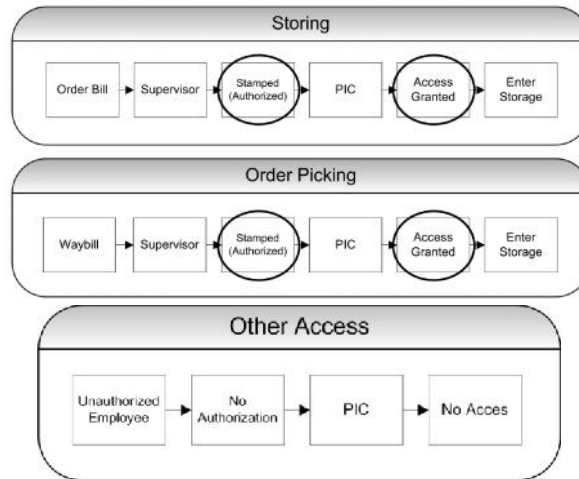 Storing
Order Bill
Supervisor
Stamped
(Authorized)
PIC
Access
Granted
Enter
Storage
Order Picking
Waybill
Supervisor
Stamped
(Authorized)
PIC
Access
Granted
Enter
Storage
Other Access
Unauthorized
Employee
No
Authorization
PIC
No Acces